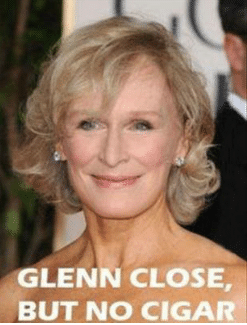 GLENN CLOSE,
BUT NO CIGAR